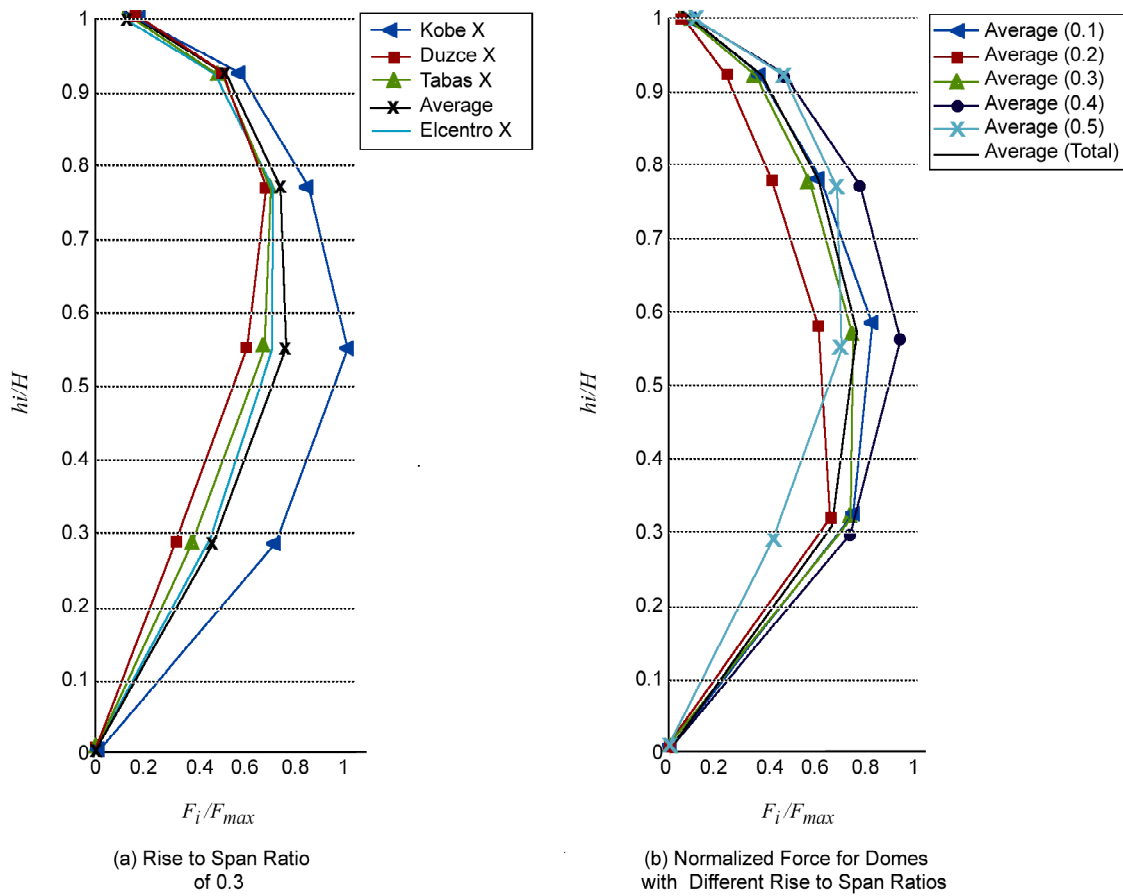 1
0.9
0.8
0.7
0.6
0.5
0.4
0.3
0.2
0.1
0
hi/H
0 0.2 0.4 0.6 0.8 1
Fi/Fmax
Kobe X
Duzce X
Tabas X
Average
Elcentro X
(a) Rise to Span Ratio
of 0.3
1
0.9
0.8
0.7
0.6
0.5
0.4
0.3
0.2
0.1
0
hi/H
0 0.2 0.4 0.6 0.8 1
Fi/Fmax
Average (0.1)
Average (0.2)
Average (0.3)
Average (0.4)
Average (0.5)
Average (Total)
(b) Normalized Force for Domes
with Different Rise to Span Ratios